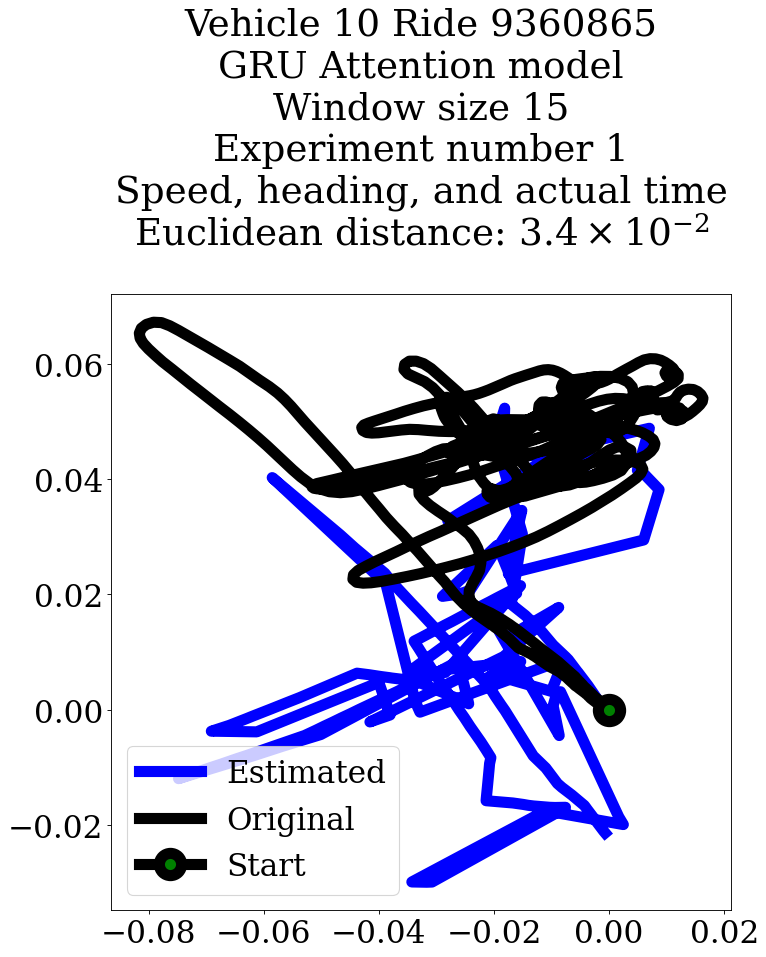 Vehicle 10 Ride 9360865
GRU Attention model
Window size 15
Experiment number 1
Speed, heading, and actual time
Euclidean distance: 3.4 × 10⁻²
0.06
0.04
0.02
0.00
−0.02
Estimated
Original
Start
−0.08 −0.06 −0.04 −0.02 0.00 0.02